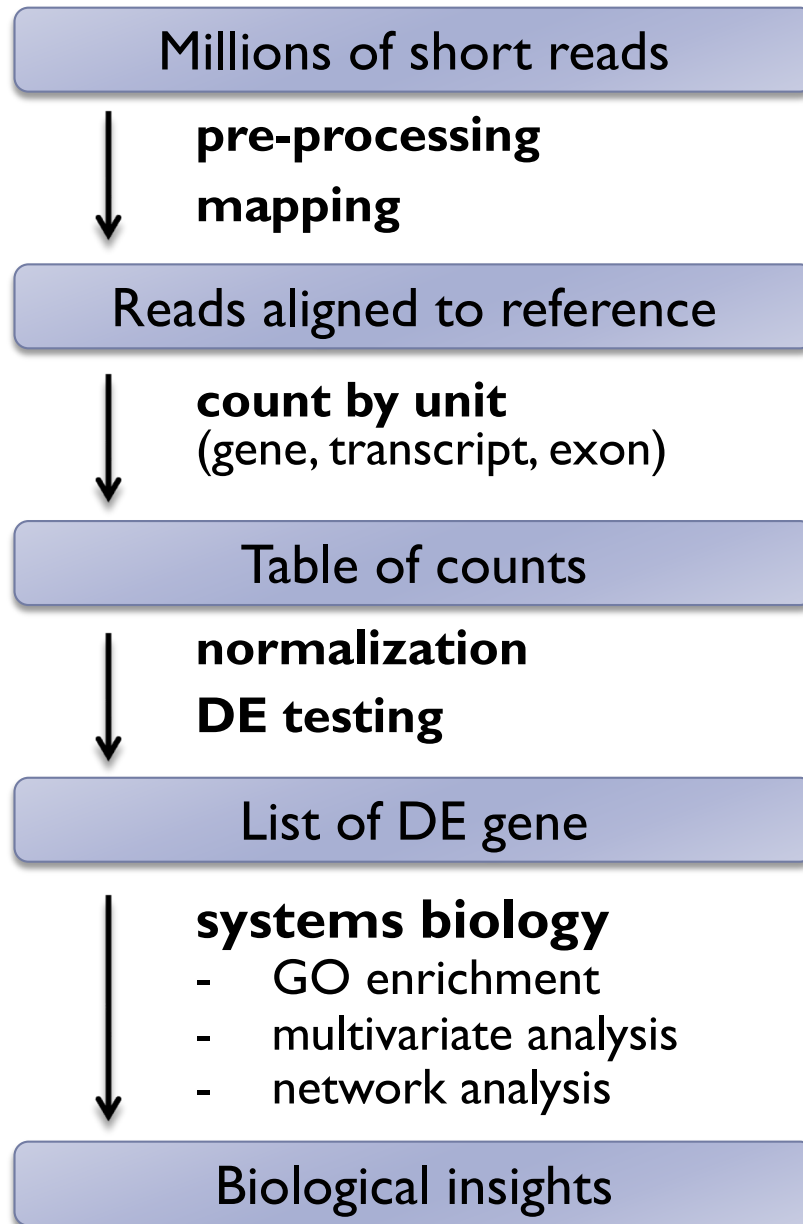 Millions of short reads
pre-processing
mapping
Reads aligned to reference
count by unit
(gene, transcript, exon)
Table of counts
normalization
DE testing
List of DE gene
systems biology
- GO enrichment
- multivariate analysis
- network analysis
Biological insights